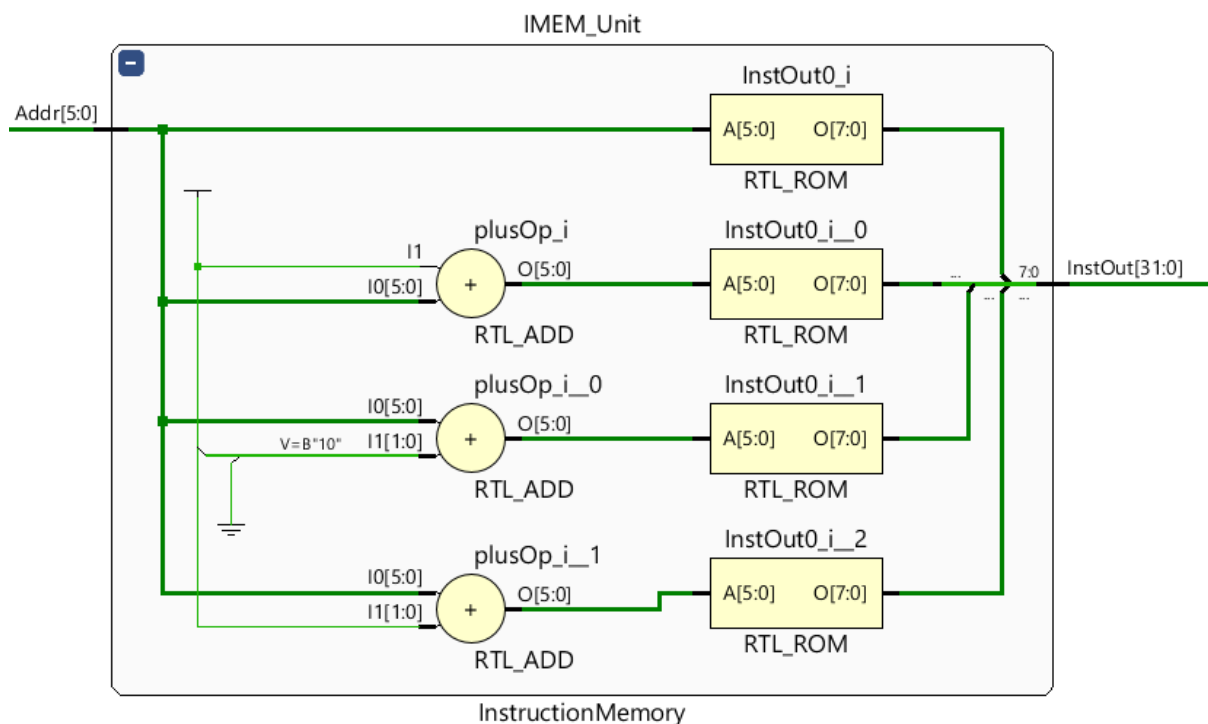 IMEM_Unit
Addr[5:0]
InstOut0_i
A[5:0] O[7:0]
RTL_ROM
plusOp_i
I1
I0[5:0]
+
O[5:0]
RTL_ADD
InstOut0_i__0
A[5:0] O[7:0]
RTL_ROM
...
7:0
...
...
InstOut[31:0]
plusOp_i__0
I0[5:0]
V=B"10" I1[1:0]
+
O[5:0]
RTL_ADD
InstOut0_i__1
A[5:0] O[7:0]
RTL_ROM
plusOp_i__1
I0[5:0]
I1[1:0]
+
O[5:0]
RTL_ADD
InstOut0_i__2
A[5:0] O[7:0]
RTL_ROM
InstructionMemory